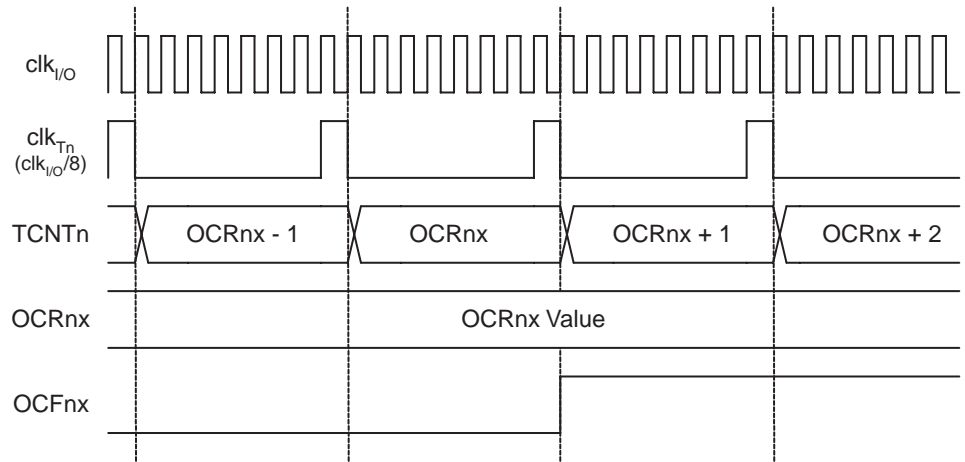 clkI/O
clkTn
(clkI/O/8)
TCNTn OCRnx - 1 OCRnx OCRnx + 1 OCRnx + 2
OCRnx OCRnx Value
OCFnx